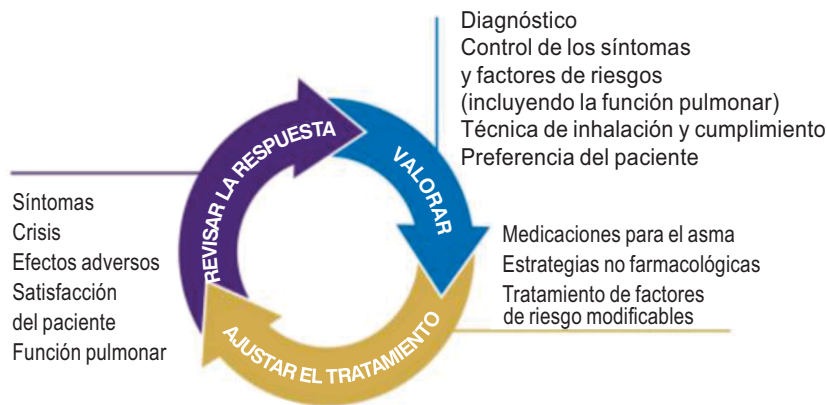 Diagnóstico
Control de los síntomas
y factores de riesgos
(incluyendo la función pulmonar)
Técnica de inhalación y cumplimiento
Preferencia del paciente
REVISAR LA RESPUESTA
VALORAR
AJUSTAR EL TRATAMIENTO
Síntomas
Crisis
Efectos adversos
Satisfacción
del paciente
Función pulmonar
Medicaciones para el asma
Estrategias no farmacológicas
Tratamiento de factores
de riesgo modificables